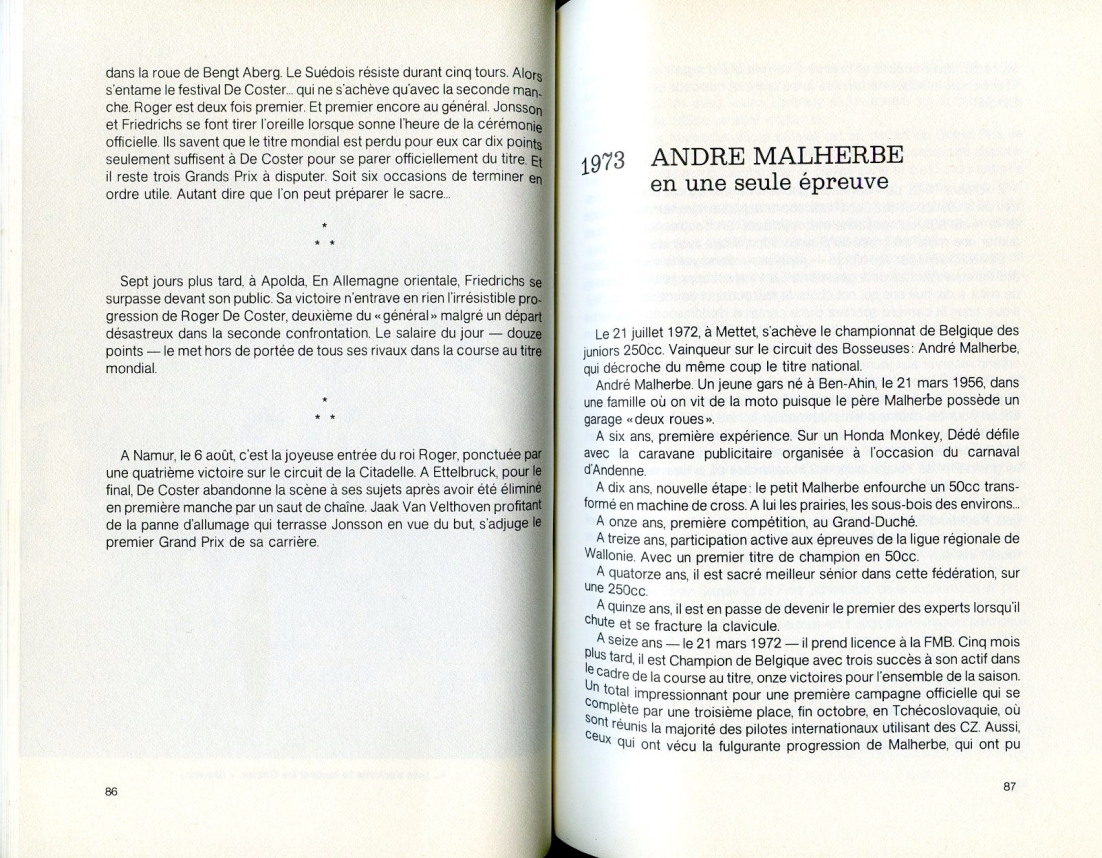 dans la roue de Bengt Aberg. Le Suédois résiste durant cinq tours. Alors
s'entame le festival De Coster... qui ne s'achève qu'avec la seconde man-
che. Roger est deux fois premier. Et premier encore au général. Jonsson
et Friedrichs se font tirer l'oreille lorsque sonne l'heure de la cérémonie
officielle. Ils savent que le titre mondial est perdu pour eux car dix points
seulement suffisent à De Coster pour se parer officiellement du titre. Et
il reste trois Grands Prix à disputer. Soit six occasions de terminer en
ordre utile. Autant dire que l'on peut préparer le sacre...
*
* *
Sept jours plus tard, à Apolda, En Allemagne orientale, Friedrichs se
surpasse devant son public. Sa victoire n'entrave en rien l'irrésistible pro-
gression de Roger De Coster, deuxième du «général» malgré un départ
désastreux dans la seconde confrontation. Le salaire du jour — douze
points — le met hors de portée de tous ses rivaux dans la course au titre
mondial.
*
* *
A Namur, le 6 août, c'est la joyeuse entrée du roi Roger, ponctuée par
une quatrième victoire sur le circuit de la Citadelle. A Ettelbruck, pour le
final, De Coster abandonne la scène à ses sujets après avoir été éliminé
en première manche par un saut de chaîne. Jaak Van Velthoven profitant
de la panne d'allumage qui terrasse Jonsson en vue du but, s'adjuge le
premier Grand Prix de sa carrière.
86
1973 ANDRE MALHERBE
en une seule épreuve
Le 21 juillet 1972, à Mettet, s'achève le championnat de Belgique des
juniors 250cc. Vainqueur sur le circuit des Bosseuses: André Malherbe,
qui décroche du même coup le titre national.
André Malherbe. Un jeune gars né à Ben-Ahin, le 21 mars 1956, dans
une famille où on vit de la moto puisque le père Malherbe possède un
garage «deux roues».
A six ans, première expérience. Sur un Honda Monkey, Dédé défile
avec la caravane publicitaire organisée à l'occasion du carnaval
d'Andenne.
A dix ans, nouvelle étape: le petit Malherbe enfourche un 50cc trans-
formé en machine de cross. A lui les prairies, les sous-bois des environs...
A onze ans, première compétition, au Grand-Duché.
A treize ans, participation active aux épreuves de la ligue régionale de
Wallonie. Avec un premier titre de champion en 50cc.
A quatorze ans, il est sacré meilleur sénior dans cette fédération, sur
une 250cc.
A quinze ans, il est en passe de devenir le premier des experts lorsqu'il
chute et se fracture la clavicule.
A seize ans — le 21 mars 1972 — il prend licence à la FMB. Cinq mois
plus tard, il est Champion de Belgique avec trois succès à son actif dans
le cadre de la course au titre, onze victoires pour l'ensemble de la saison.
Un total impressionnant pour une première campagne officielle qui se
complète par une troisième place, fin octobre, en Tchécoslovaquie, où
sont réunis la majorité des pilotes internationaux utilisant des CZ. Aussi,
ceux qui ont vécu la fulgurante progression de Malherbe, qui ont pu
87